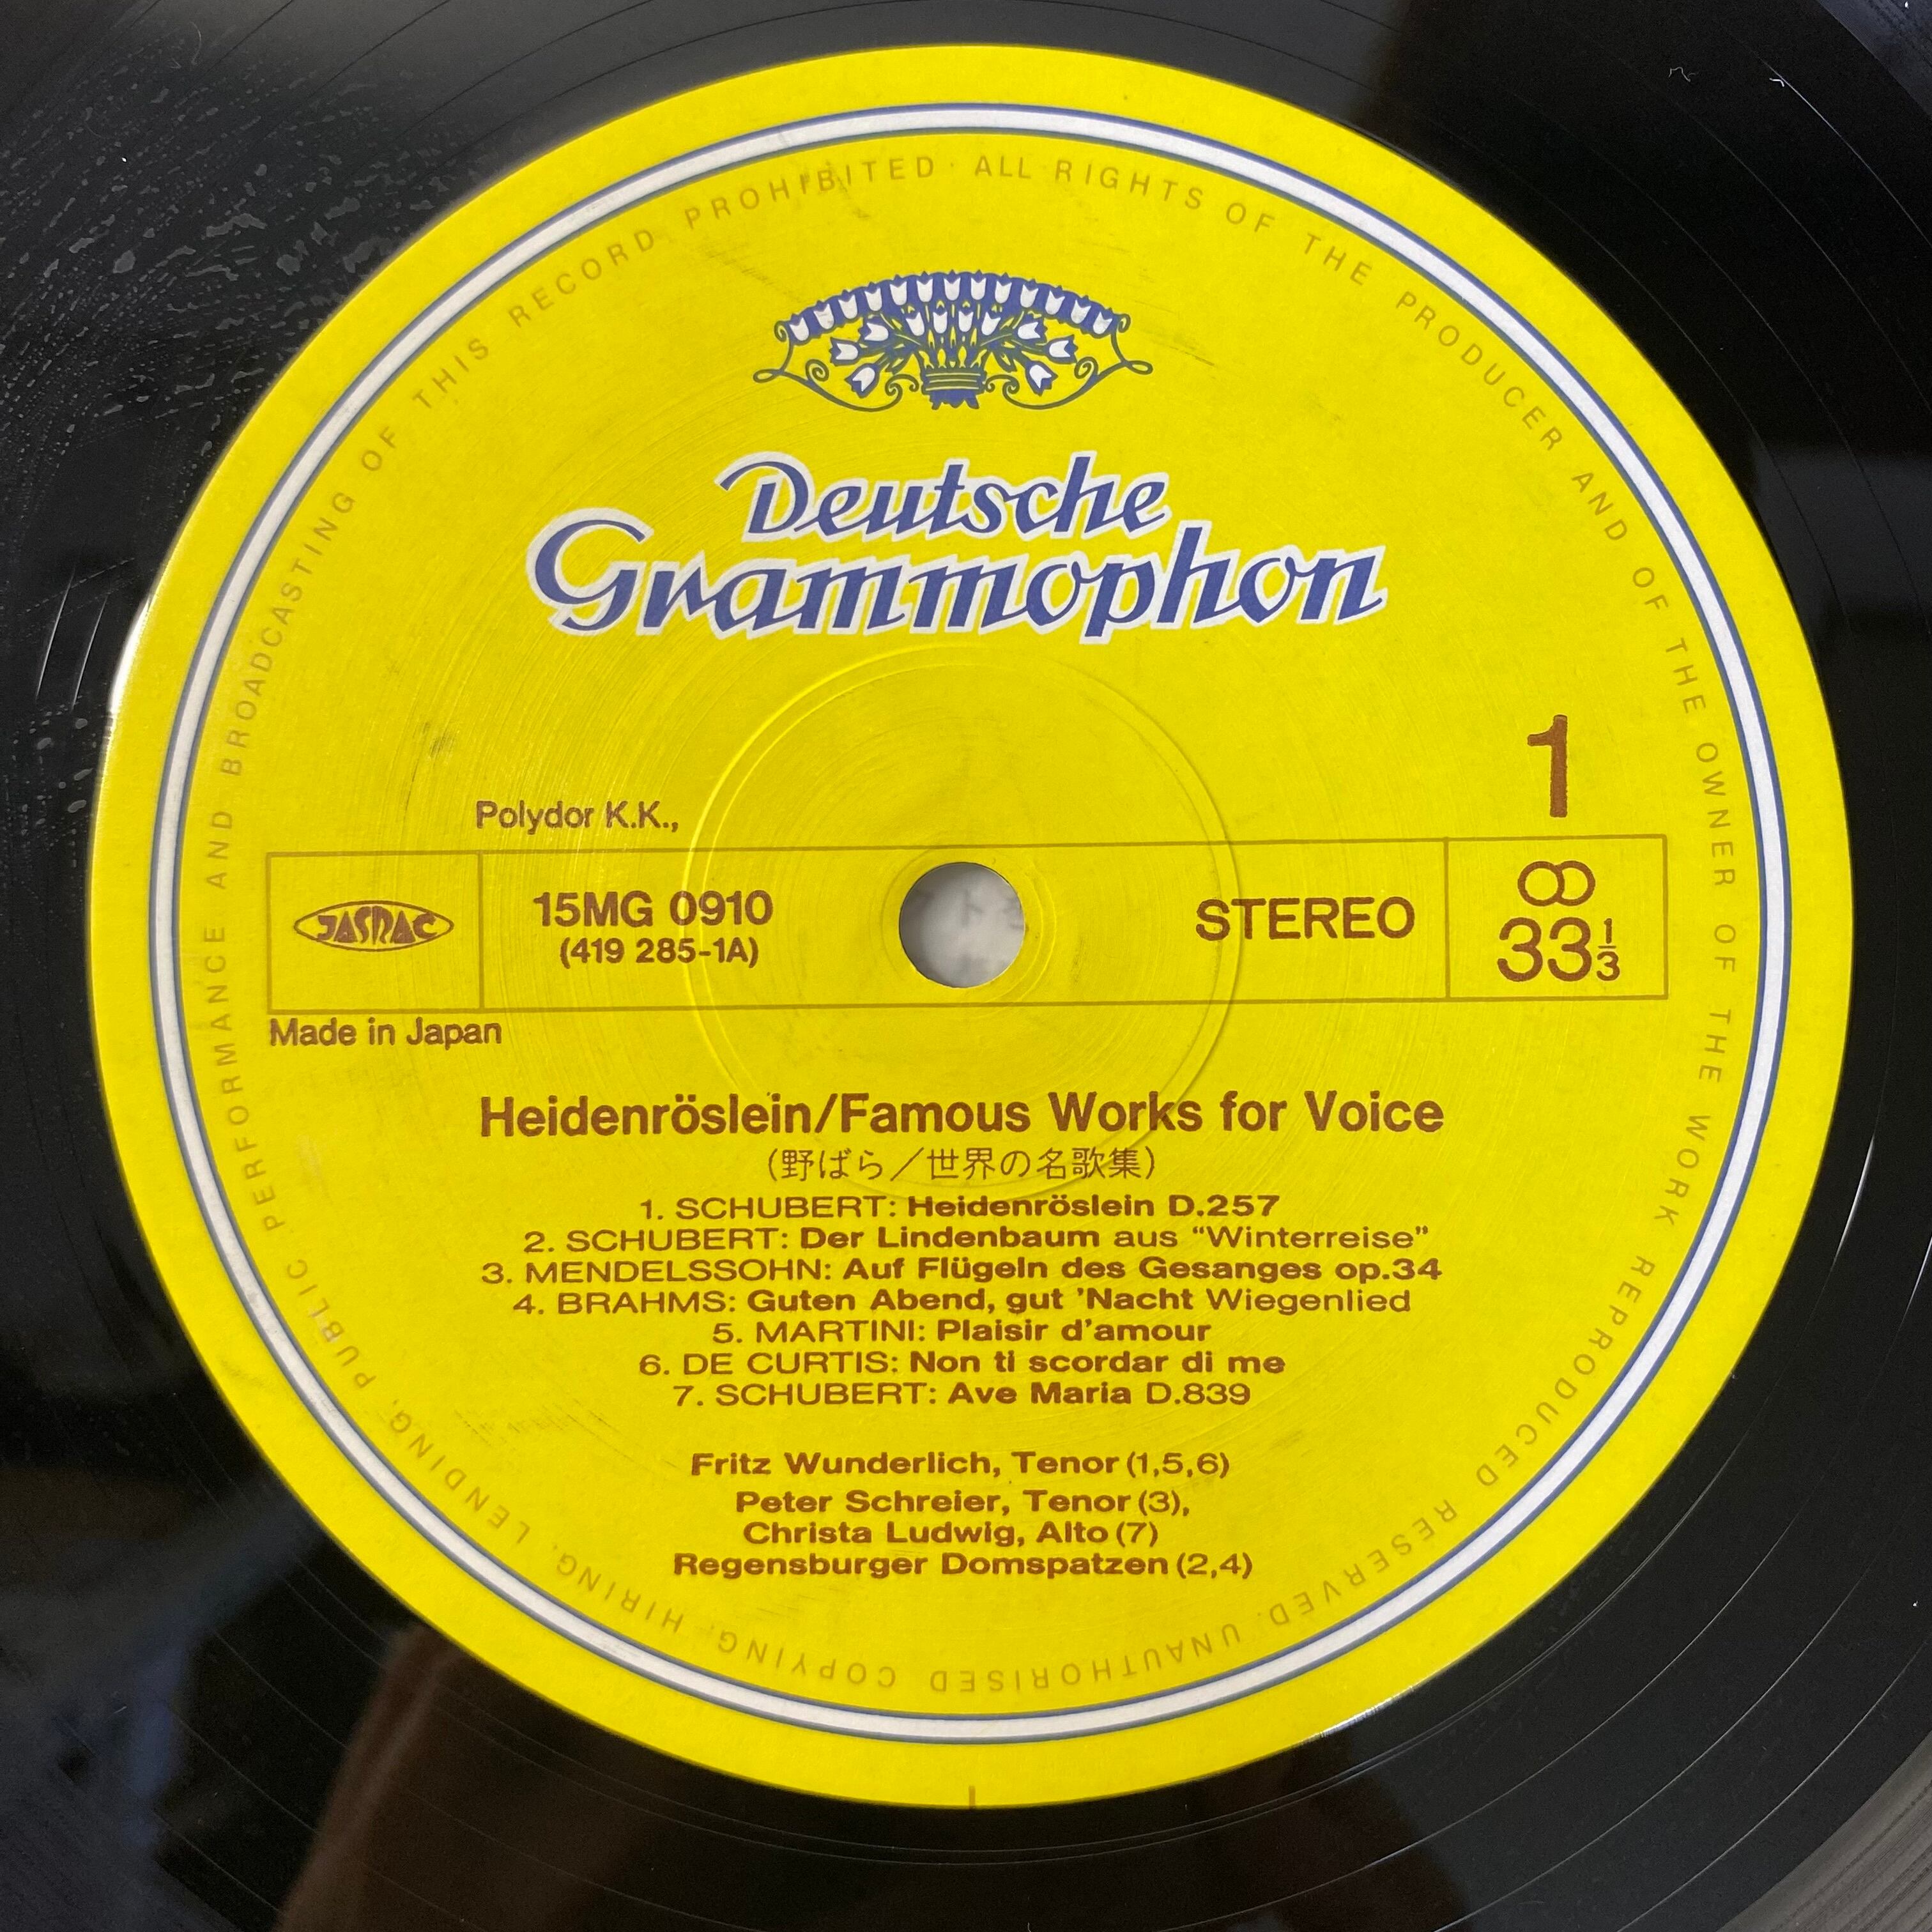 ALL RIGHTS OF THE PRODUCER AND OF THE OWNER OF THE WORK REPRODUCED RESERVED. UNAUTHORISED COPYING, HIRING, LENDING, PUBLIC PERFORMANCE AND BROADCASTING OF THIS RECORD PROHIBITED ·
Deutsche
Grammophon
1
Polydor K.K.,
JASRAC
15MG 0910
(419 285-1A)
STEREO
33 1/3
Made in Japan
Heidenröslein/Famous Works for Voice
(野ばら／世界の名歌集)
1. SCHUBERT: Heidenröslein D.257
2. SCHUBERT: Der Lindenbaum aus “Winterreise”
3. MENDELSSOHN: Auf Flügeln des Gesanges op.34
4. BRAHMS: Guten Abend, gut 'Nacht Wiegenlied
5. MARTINI: Plaisir d'amour
6. DE CURTIS: Non ti scordar di me
7. SCHUBERT: Ave Maria D.839
Fritz Wunderlich, Tenor (1,5,6)
Peter Schreier, Tenor (3),
Christa Ludwig, Alto (7)
Regensburger Domspatzen (2,4)